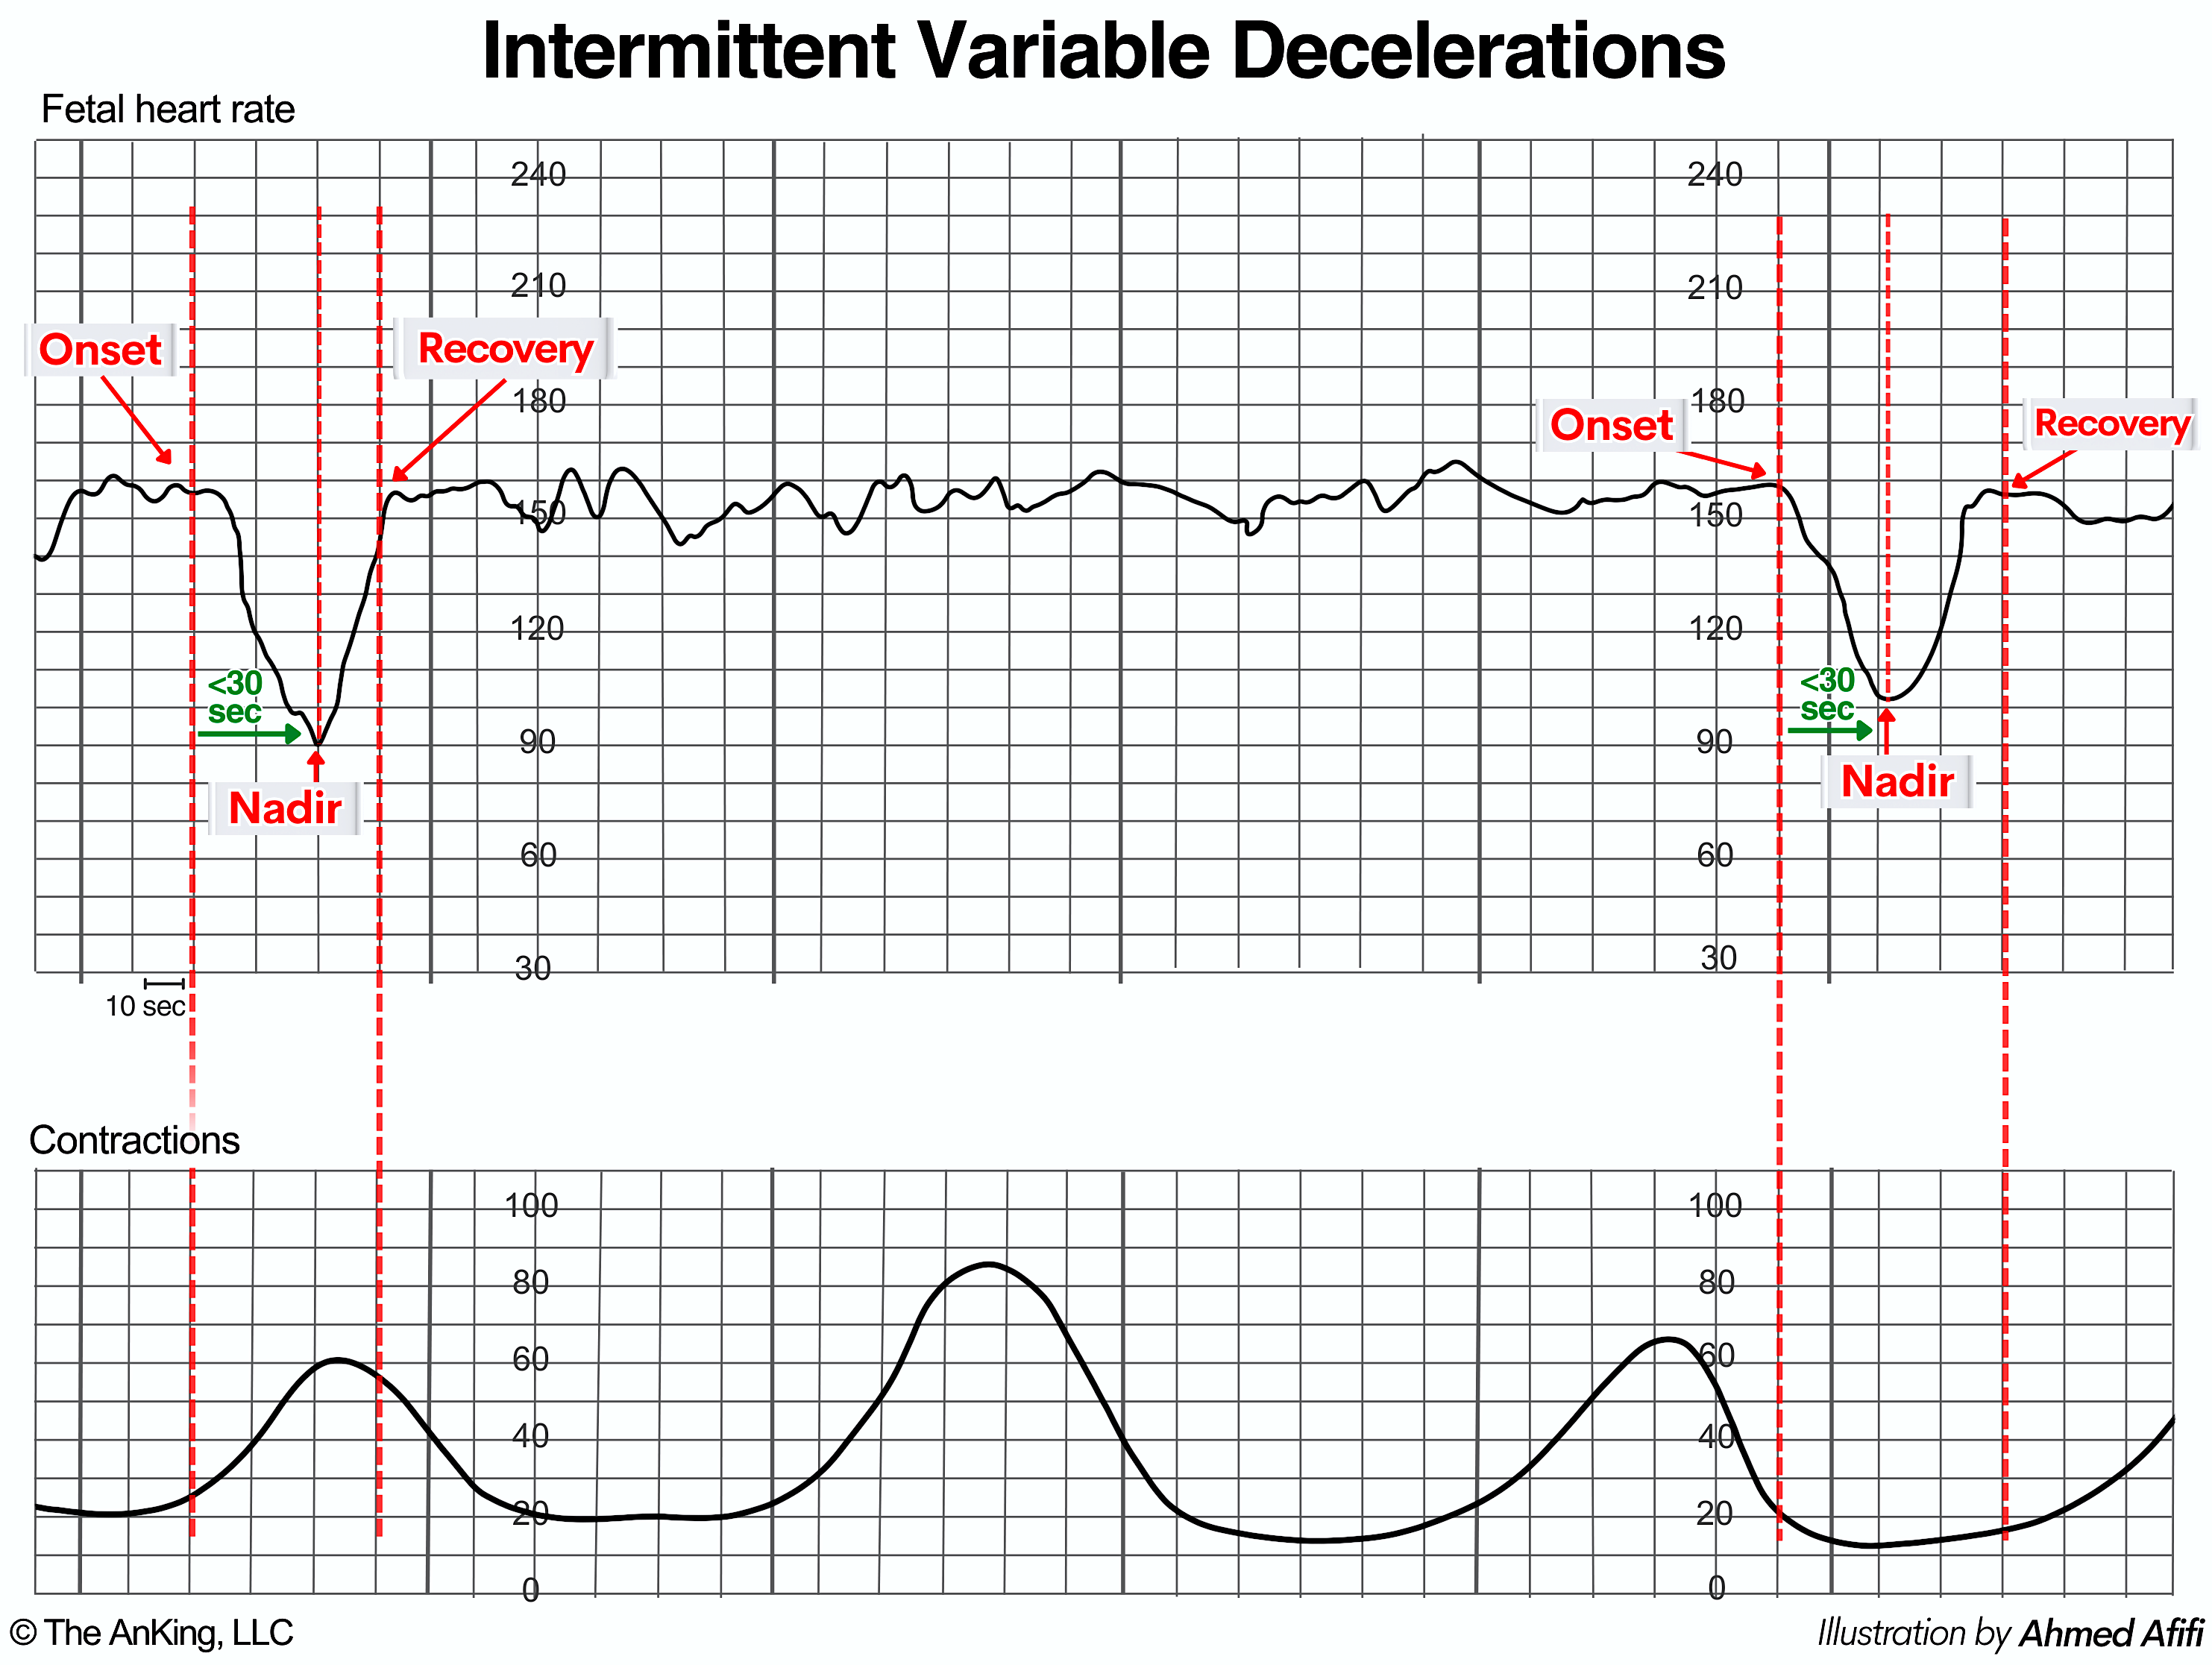 Intermittent Variable Decelerations
Fetal heart rate
240 240
210 210
Onset Recovery
180 180
Onset Recovery
150 150
120 120
<30 <30
sec sec
90 90
Nadir Nadir
60 60
30 30
10 sec
Contractions
100 100
80 80
60 60
40 40
20 20
0 0
© The AnKing, LLC Illustration by Ahmed Afifi